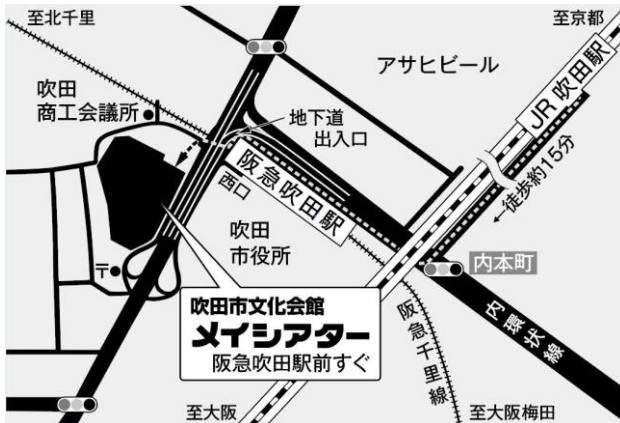 至北千里
至京都
アサヒビール
吹田
商工会議所
地下道
出入口
JR吹田駅
阪急吹田駅
西口
←徒歩約15分
吹田
市役所
〒
内本町
吹田市文化会館
メイシアター
阪急吹田駅前すぐ
阪急千里線
内環状線
至大阪
至大阪梅田